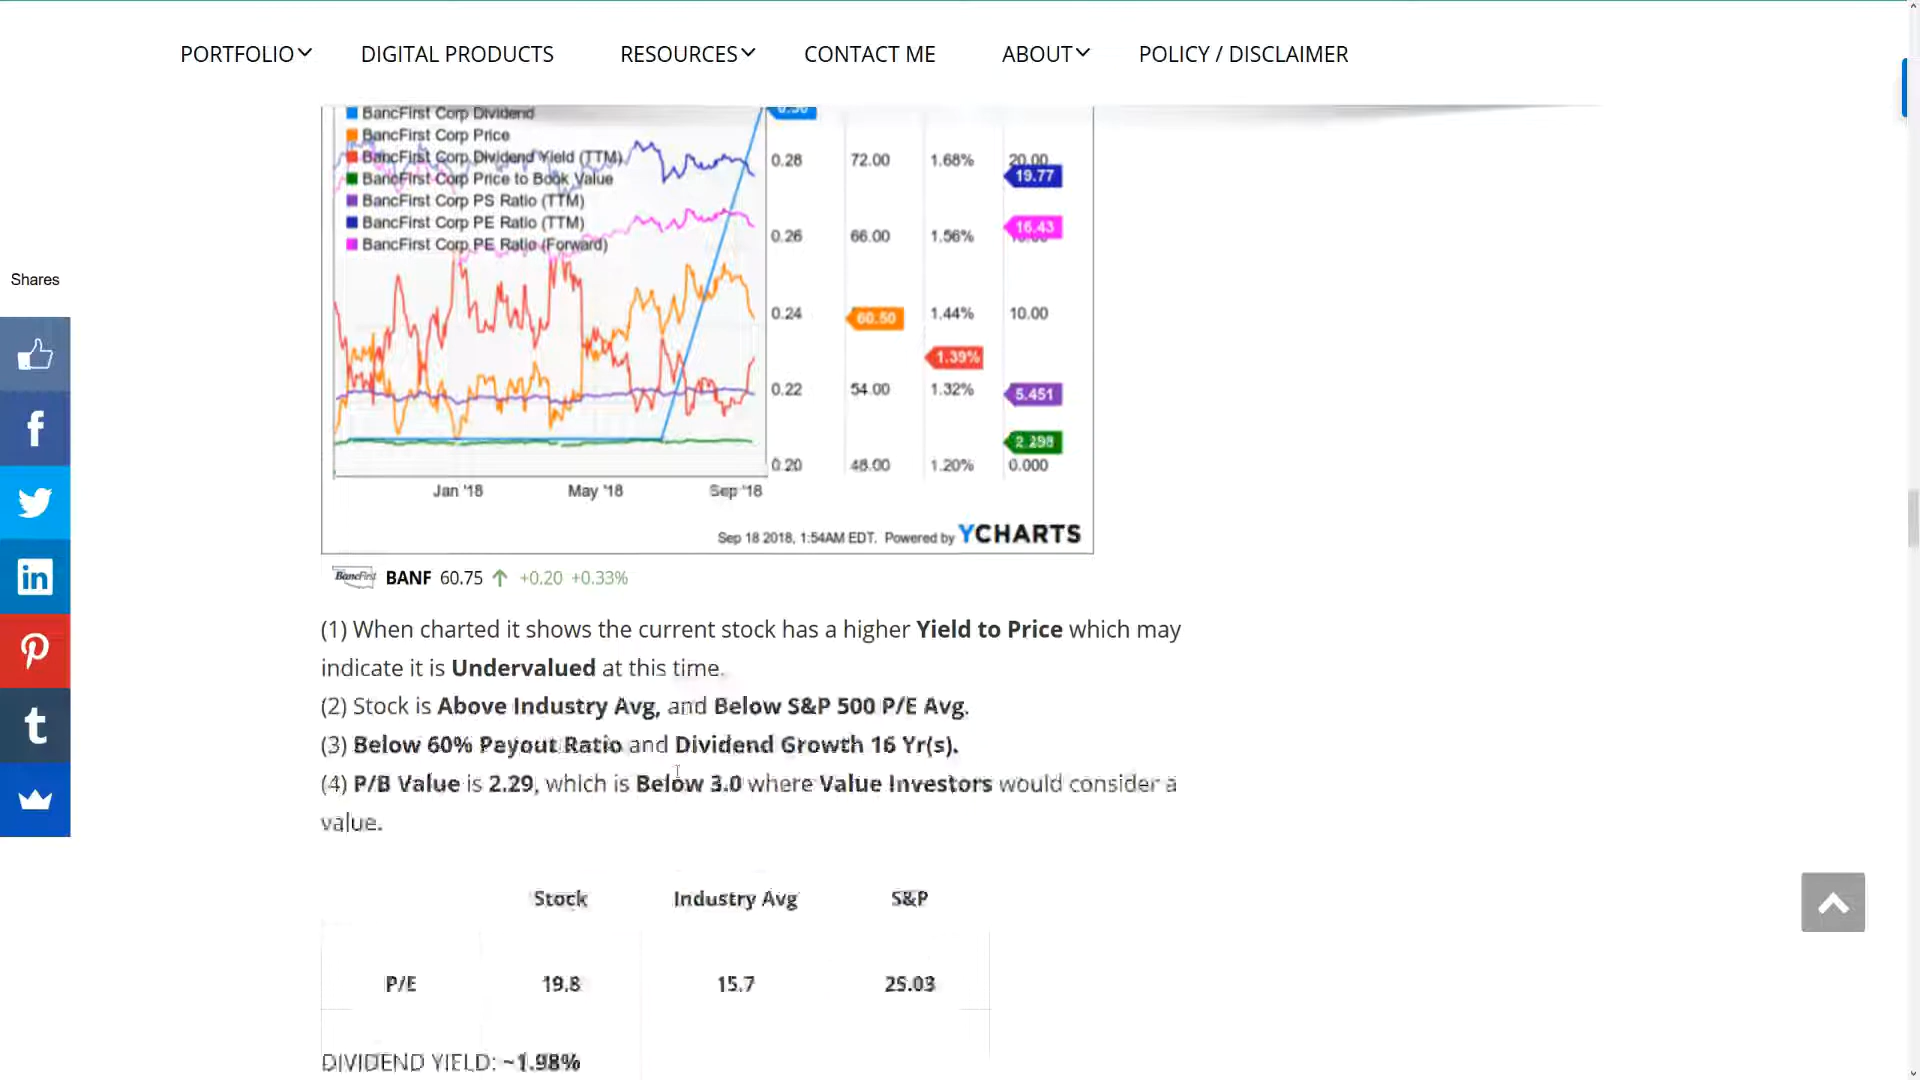 PORTFOLIO DIGITAL PRODUCTS RESOURCES CONTACT ME ABOUT POLICY / DISCLAIMER
BancFirst Corp Dividend
BancFirst Corp Price
BancFirst Corp Dividend Yield (TTM)
BancFirst Corp Price to Book Value
BancFirst Corp PS Ratio (TTM)
BancFirst Corp PE Ratio (TTM)
BancFirst Corp PE Ratio (Forward)
0.28 72.00 1.68% 20.00
19.77
16.43
0.26 66.00 1.56%
0.24 60.50 1.44% 10.00
1.39%
0.22 54.00 1.32% 5.451
2.298
0.20 48.00 1.20% 0.000
Jan '18 May '18 Sep '18
Sep 18 2018, 1:54AM EDT. Powered by YCHARTS
Shares
BancFirst BANF 60.75 +0.20 +0.33%
(1) When charted it shows the current stock has a higher Yield to Price which may
indicate it is Undervalued at this time.
(2) Stock is Above Industry Avg, and Below S&P 500 P/E Avg.
(3) Below 60% Payout Ratio and Dividend Growth 16 Yr(s).
(4) P/B Value is 2.29, which is Below 3.0 where Value Investors would consider a
value.
Stock Industry Avg S&P
P/E 19.8 15.7 25.03
DIVIDEND YIELD: ~1.98%